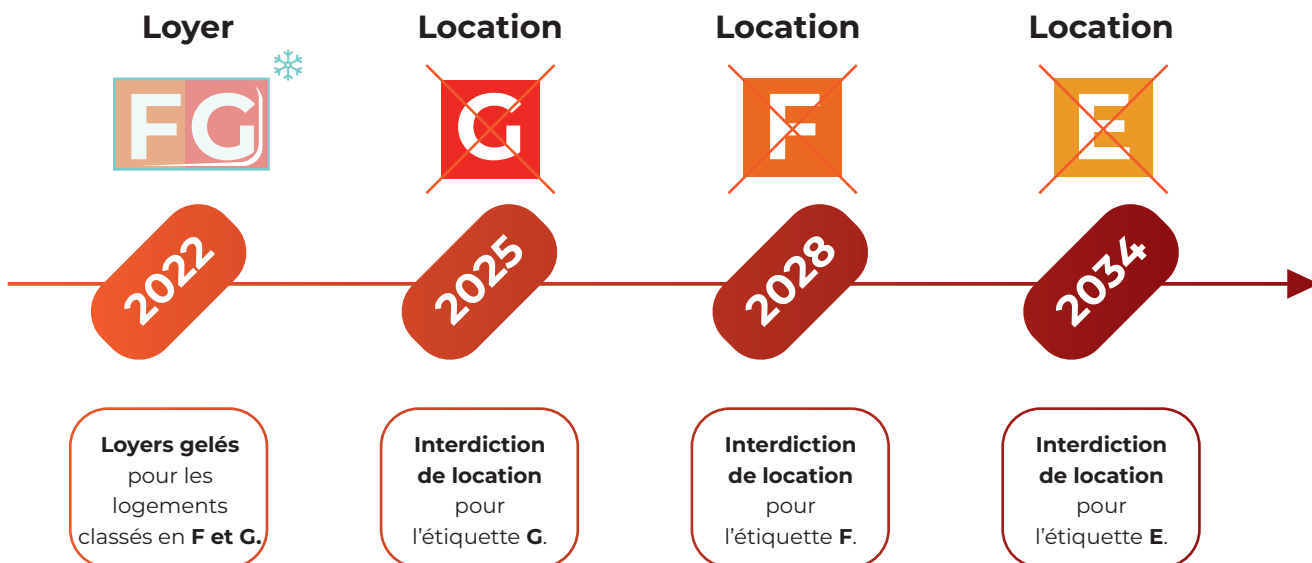 Loyer
Location
Location
Location
FG
G
F
E
2022
2025
2028
2034
Loyers gelés
pour les
logements
classés en F et G.
Interdiction
de location
pour
l'étiquette G.
Interdiction
de location
pour
l'étiquette F.
Interdiction
de location
pour
l'étiquette E.